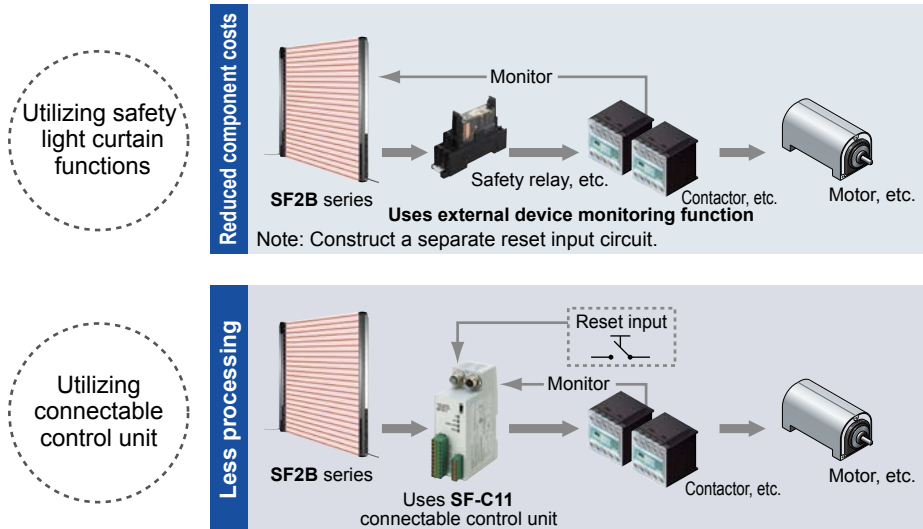 Utilizing safety
light curtain
functions
Reduced component costs
Monitor
SF2B series
Safety relay, etc.
Contactor, etc.
Motor, etc.
Uses external device monitoring function
Note: Construct a separate reset input circuit.
Utilizing
connectable
control unit
Less processing
Reset input
Monitor
SF2B series
Uses SF-C11
connectable control unit
Contactor, etc.
Motor, etc.